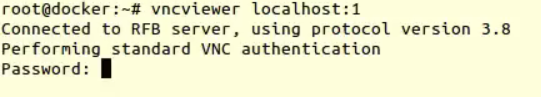 root@docker:~# vncviewer localhost:1
Connected to RFB server, using protocol version 3.8
Performing standard VNC authentication
Password: